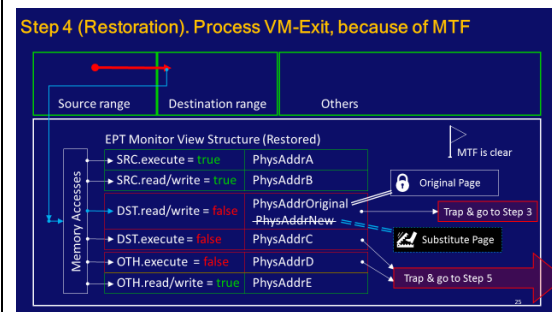 Step 4 (Restoration). Process VM-Exit, because of MTF
Source range
Destination range
Others
EPT Monitor View Structure (Restored)
MTF is clear
Memory Accesses
SRC.execute = true
PhysAddrA
SRC.read/write = true
PhysAddrB
DST.read/write = false
PhysAddrOriginal
PhysAddrNew
DST.execute = false
PhysAddrC
OTH.execute = false
PhysAddrD
OTH.read/write = true
PhysAddrE
Original Page
Trap & go to Step 3
Substitute Page
Trap & go to Step 5
25